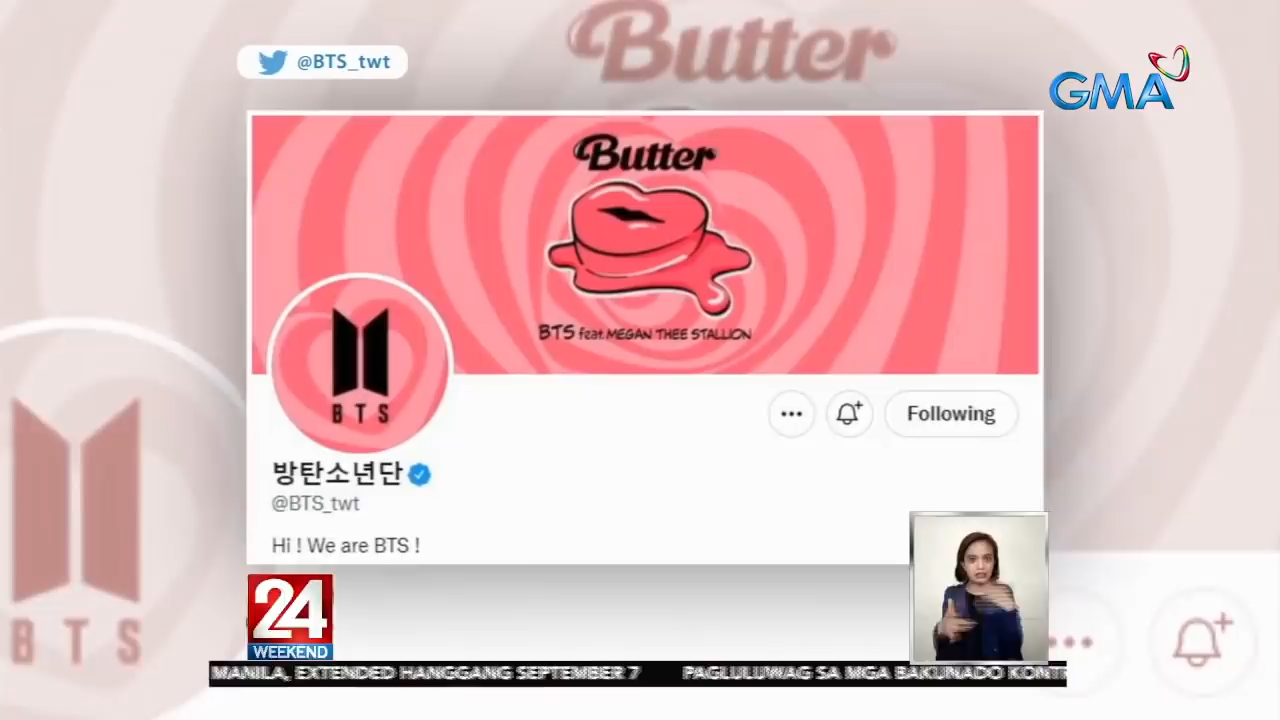 Butter
@BTS_twt
GMA
Butter
BTS feat. MEGAN THEE STALLION
BTS
Following
방탄소년단
@BTS_twt
Hi ! We are BTS !
BTS
24
WEEKEND
MANILA, EXTENDED HANGGANG SEPTEMBER 7 PAGLULUWAG SA MGA BAKUNADO